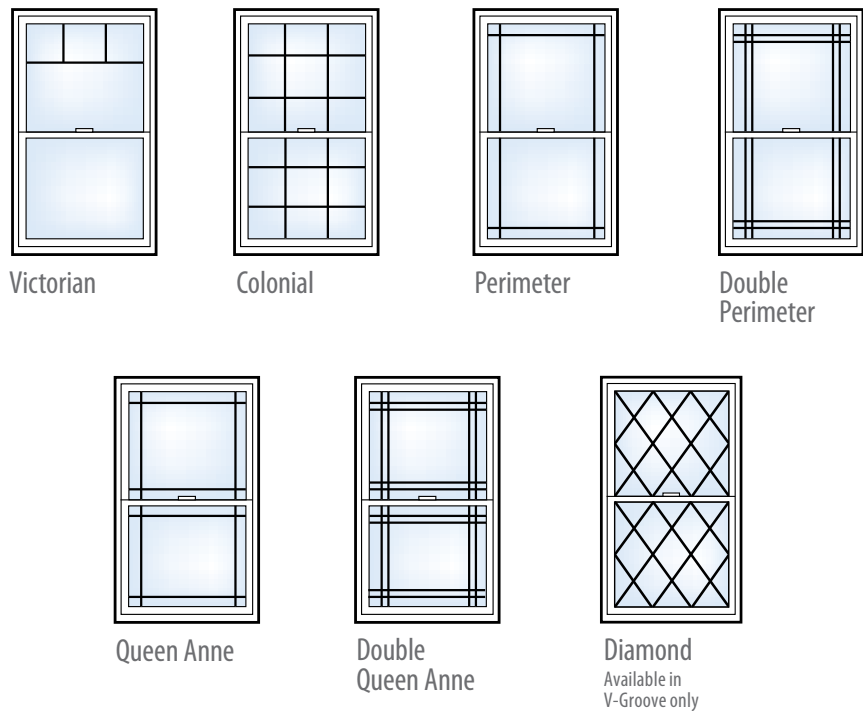 Victorian
Colonial
Perimeter
Double
Perimeter
Queen Anne
Double
Queen Anne
Diamond
Available in
V-Groove only